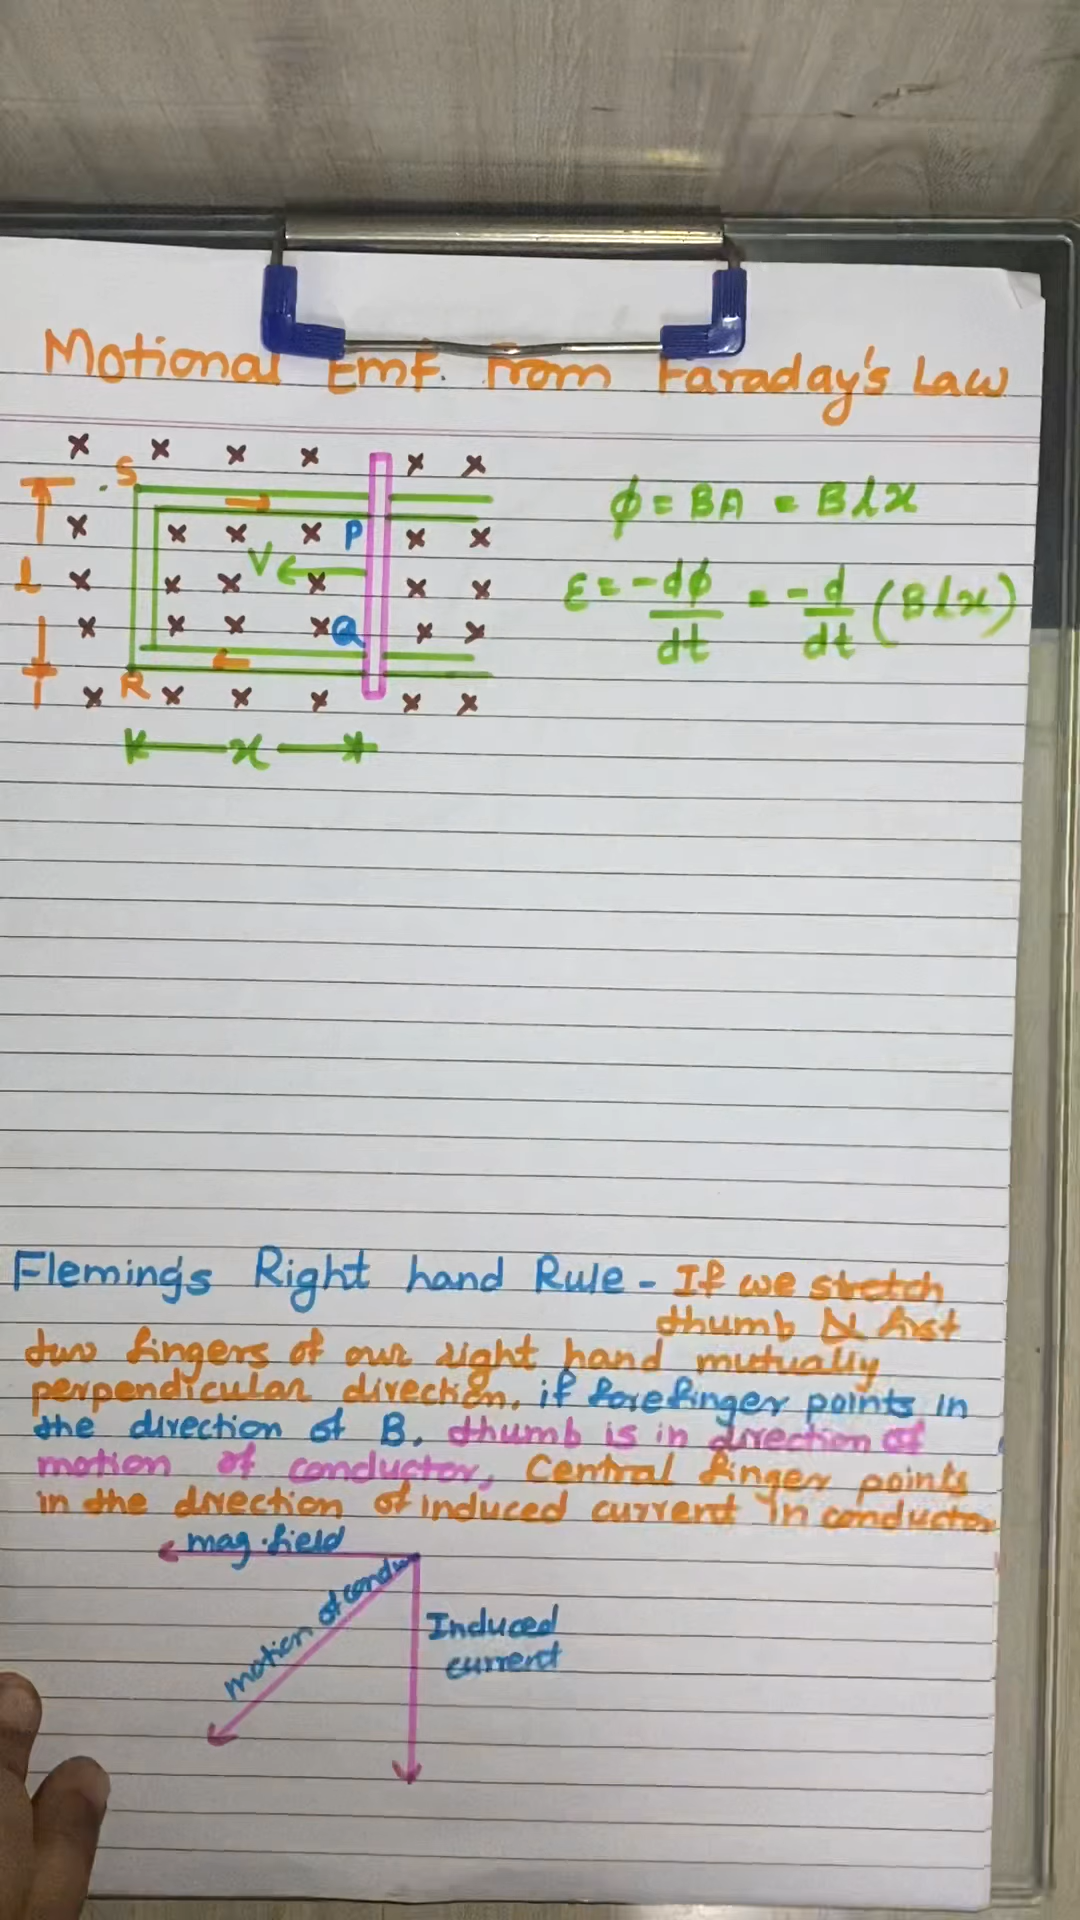 Motional Emf. From Faraday's Law
x x x x x x
S
x x x x x x
P
l x V x x x x x
x x x x Q x x
R
x x x x x x
x
ϕ = BA = Blx
ε = -dϕ/dt = -d/dt (Blx)
Fleming's Right hand Rule - If we stretch
thumb & first
two fingers of our right hand mutually
perpendicular direction, if forefinger points in
the direction of B, thumb is in direction of
motion of conductor, Central finger points
in the direction of induced current in conductor
mag. field
motion of condu
Induced
current